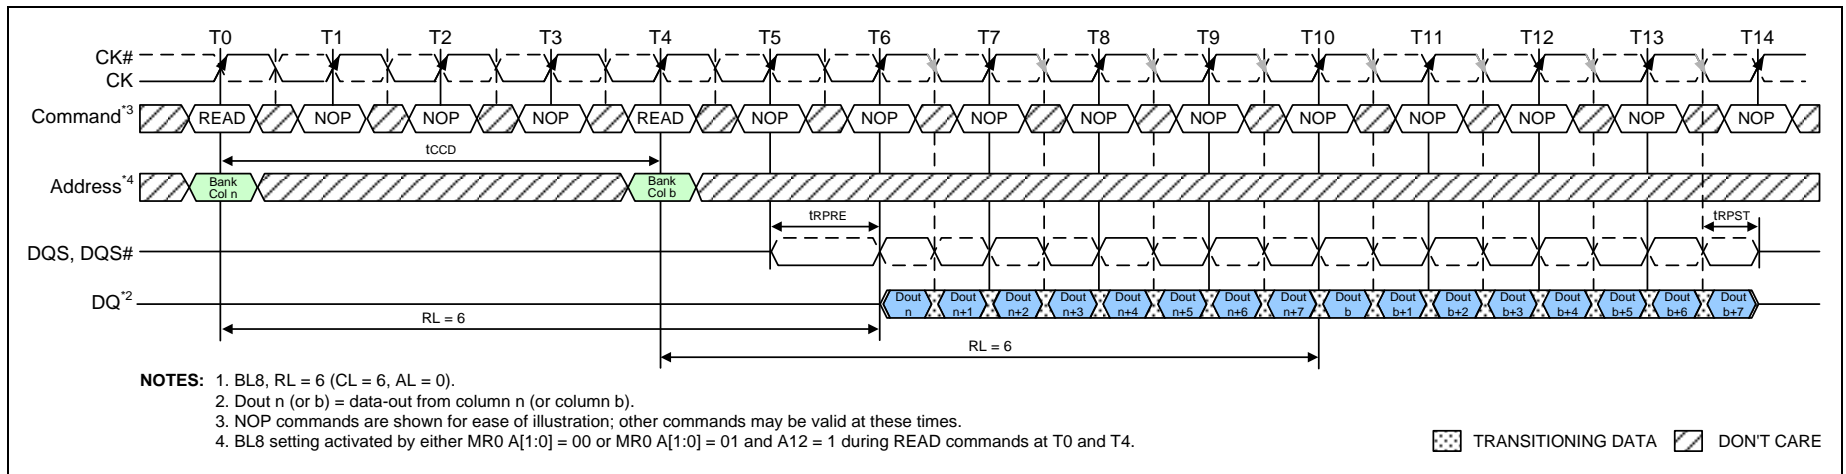 T0 T1 T2 T3 T4 T5 T6 T7 T8 T9 T10 T11 T12 T13 T14
CK#
CK
Command*3 READ NOP NOP NOP READ NOP NOP NOP NOP NOP NOP NOP NOP NOP NOP
tCCD
Address*4 Bank Col n Bank Col b
tRPRE tRPST
DQS, DQS#
DQ*2 Dout n Dout n+1 Dout n+2 Dout n+3 Dout n+4 Dout n+5 Dout n+6 Dout n+7 Dout b Dout b+1 Dout b+2 Dout b+3 Dout b+4 Dout b+5 Dout b+6 Dout b+7
RL = 6
RL = 6
NOTES: 1. BL8, RL = 6 (CL = 6, AL = 0).
2. Dout n (or b) = data-out from column n (or column b).
3. NOP commands are shown for ease of illustration; other commands may be valid at these times.
4. BL8 setting activated by either MR0 A[1:0] = 00 or MR0 A[1:0] = 01 and A12 = 1 during READ commands at T0 and T4.
TRANSITIONING DATA DON'T CARE